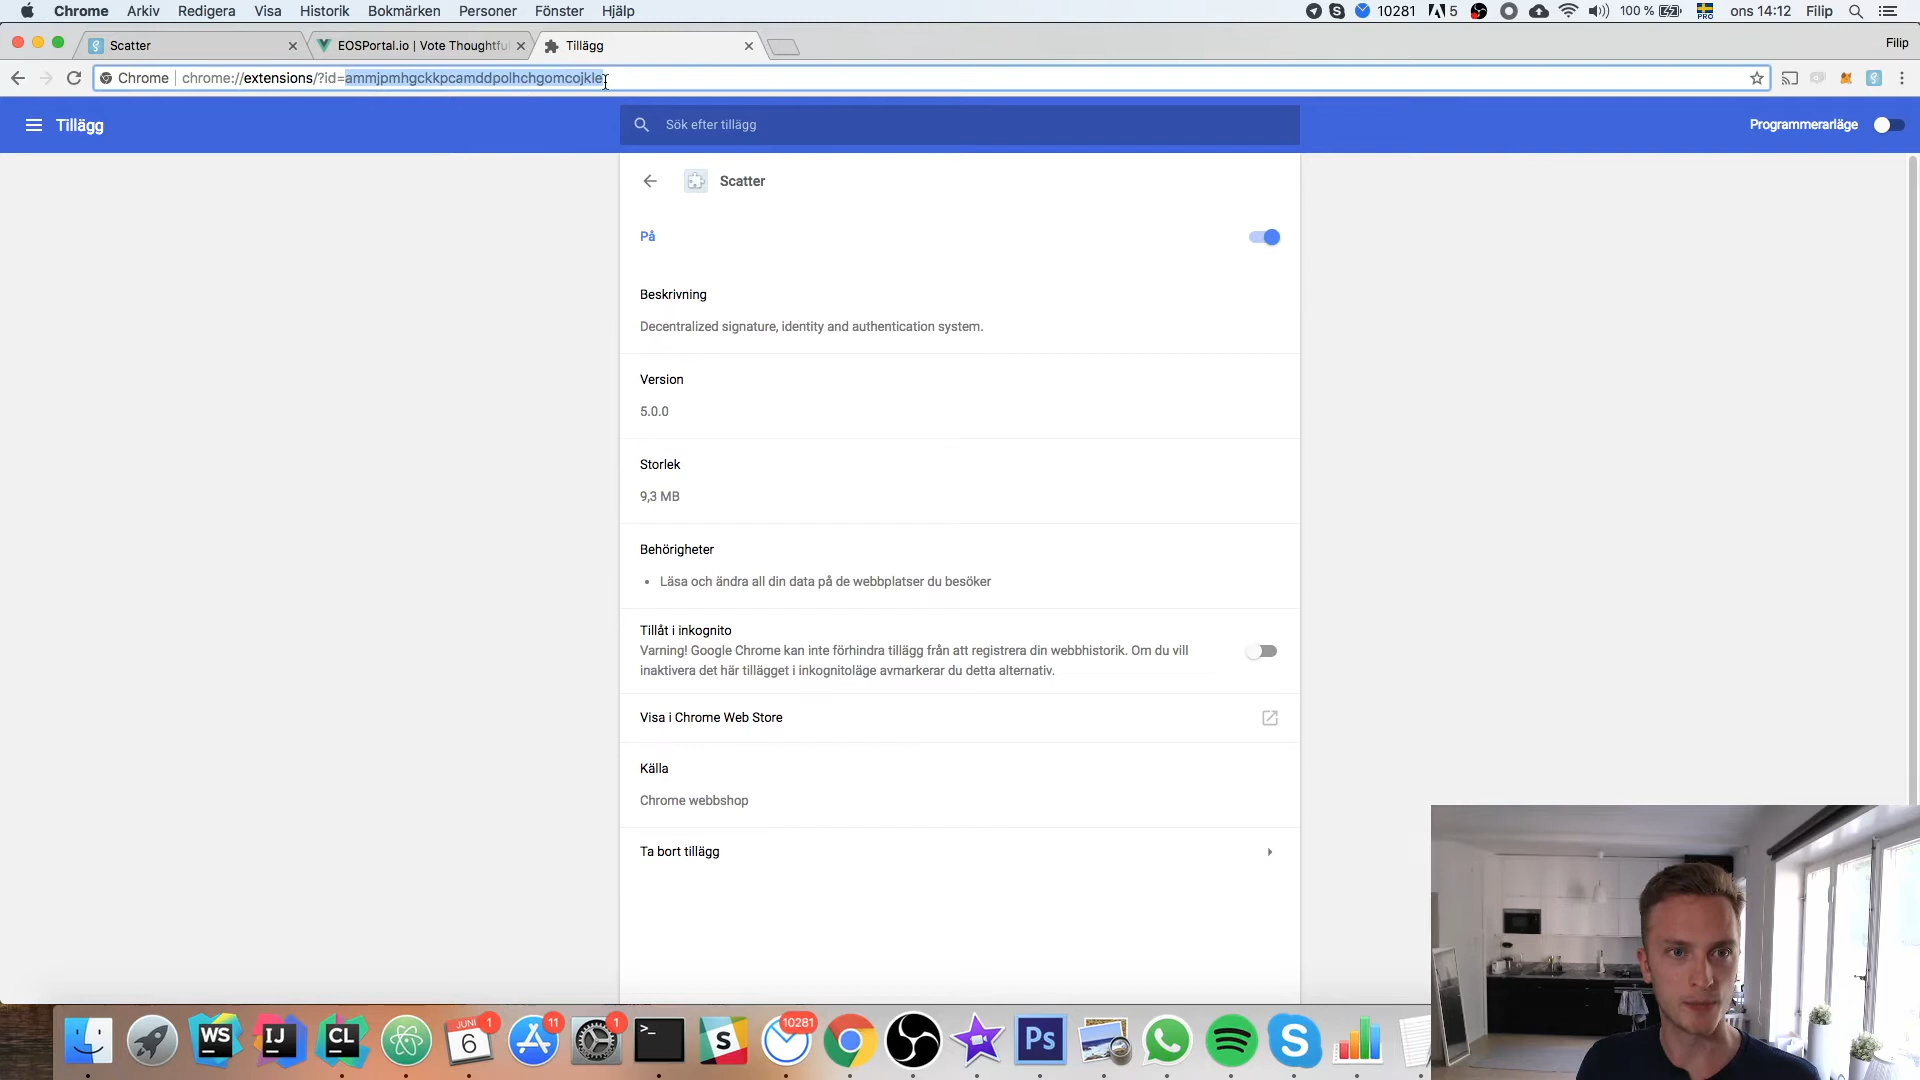 Chrome Arkiv Redigera Visa Historik Bokmärken Personer Fönster Hjälp 10281 5 100 % PRO ons 14:12 Filip
Scatter EOSPortal.io | Vote Thoughtful Tillägg Filip
Chrome chrome://extensions/?id=ammjpmhgckkpcamddpolhchgomcojkle
Tillägg Sök efter tillägg Programmerarläge
Scatter
På
Beskrivning
Decentralized signature, identity and authentication system.
Version
5.0.0
Storlek
9,3 MB
Behörigheter
Läsa och ändra all din data på de webbplatser du besöker
Tillåt i inkognito
Varning! Google Chrome kan inte förhindra tillägg från att registrera din webbhistorik. Om du vill
inaktivera det här tillägget i inkognitoläge avmarkerar du detta alternativ.
Visa i Chrome Web Store
Källa
Chrome webbshop
Ta bort tillägg
WS IJ CL JUNI 6 1 11 1 >_ S 10281 Ps S